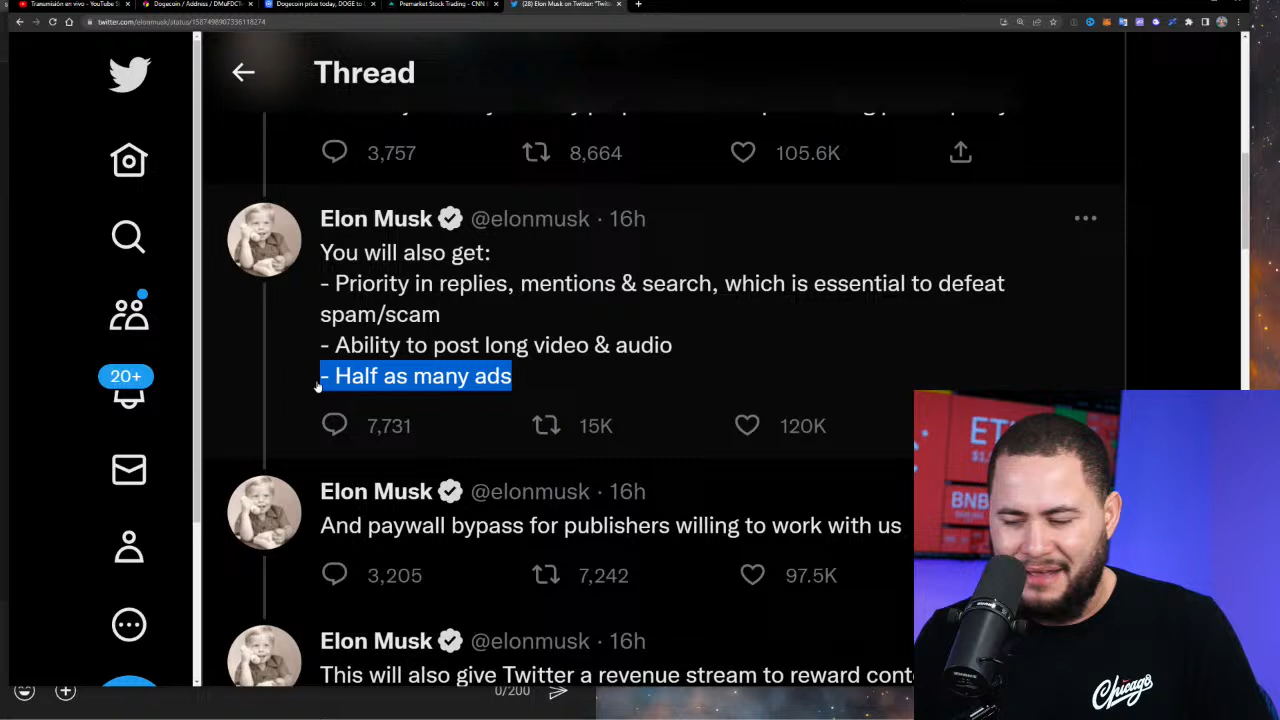 Transmisión en vivo - YouTube S
Dogecoin / Address / DMuFDCT
Dogecoin price today, DOGE to
Premarket Stock Trading - CNN
(28) Elon Musk on Twitter: "Twitt
twitter.com/elonmusk/status/1587498907336118274
Thread
3,757 8,664 105.6K
Elon Musk @elonmusk · 16h
You will also get:
- Priority in replies, mentions & search, which is essential to defeat
spam/scam
- Ability to post long video & audio
- Half as many ads
7,731 15K 120K
20+
Elon Musk @elonmusk · 16h
And paywall bypass for publishers willing to work with us
3,205 7,242 97.5K
Elon Musk @elonmusk · 16h
This will also give Twitter a revenue stream to reward cont
0/200
ET
$1,
BNB
Chicago